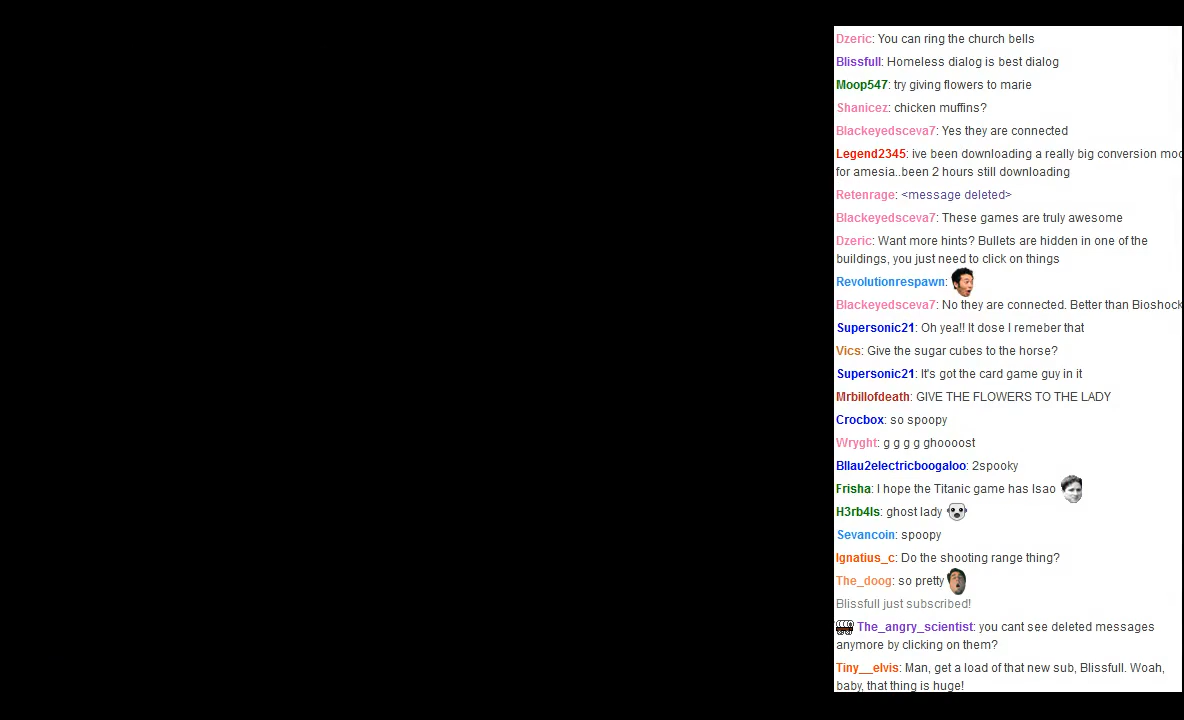 Dzeric: You can ring the church bells
Blissfull: Homeless dialog is best dialog
Moop547: try giving flowers to marie
Shanicez: chicken muffins?
Blackeyedsceva7: Yes they are connected
Legend2345: ive been downloading a really big conversion mod
for amesia..been 2 hours still downloading
Retenrage: <message deleted>
Blackeyedsceva7: These games are truly awesome
Dzeric: Want more hints? Bullets are hidden in one of the
buildings, you just need to click on things
Revolutionrespawn:
Blackeyedsceva7: No they are connected. Better than Bioshock
Supersonic21: Oh yea!! It dose I remeber that
Vics: Give the sugar cubes to the horse?
Supersonic21: It's got the card game guy in it
Mrbillofdeath: GIVE THE FLOWERS TO THE LADY
Crocbox: so spoopy
Wryght: g g g g ghoooost
Bllau2electricboogaloo: 2spooky
Frisha: I hope the Titanic game has Isao
H3rb4ls: ghost lady
Sevancoin: spoopy
Ignatius_c: Do the shooting range thing?
The_doog: so pretty
Blissfull just subscribed!
The_angry_scientist: you cant see deleted messages
anymore by clicking on them?
Tiny__elvis: Man, get a load of that new sub, Blissfull. Woah,
baby, that thing is huge!